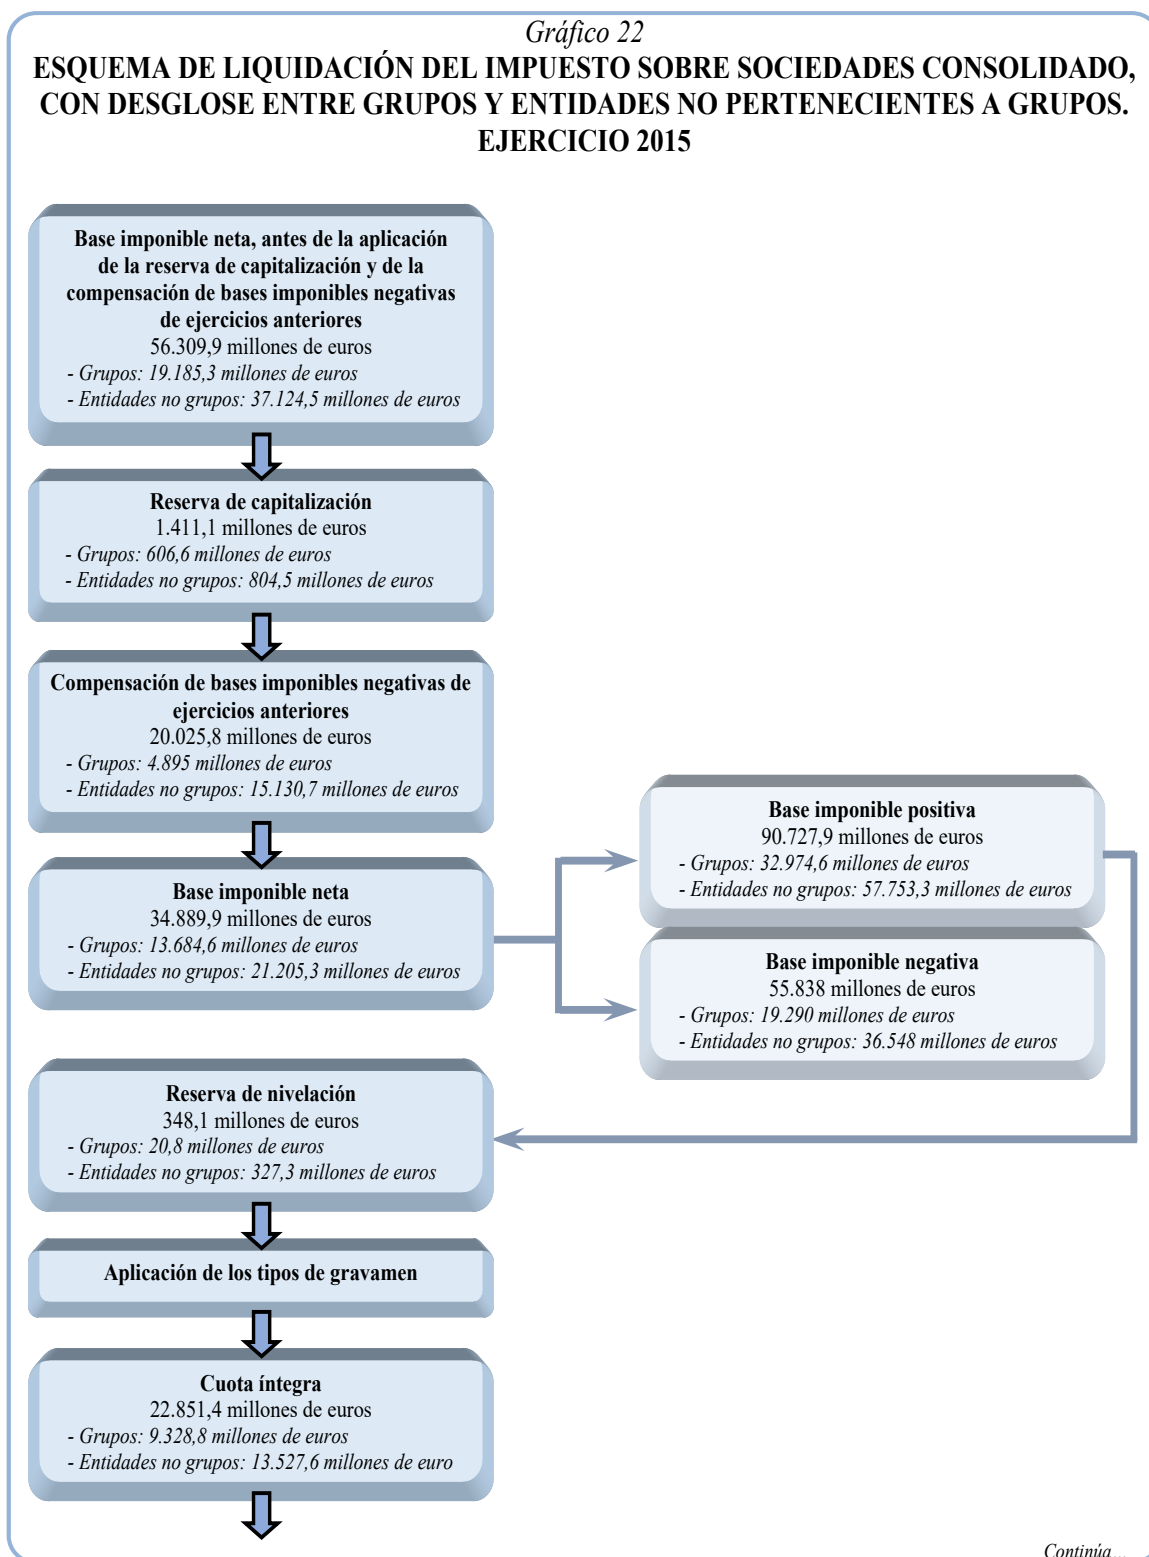 Gráfico 22
ESQUEMA DE LIQUIDACIÓN DEL IMPUESTO SOBRE SOCIEDADES CONSOLIDADO,
CON DESGLOSE ENTRE GRUPOS Y ENTIDADES NO PERTENECIENTES A GRUPOS.
EJERCICIO 2015
Base imponible neta, antes de la aplicación
de la reserva de capitalización y de la
compensación de bases imponibles negativas
de ejercicios anteriores
56.309,9 millones de euros
- Grupos: 19.185,3 millones de euros
- Entidades no grupos: 37.124,5 millones de euros
Reserva de capitalización
1.411,1 millones de euros
- Grupos: 606,6 millones de euros
- Entidades no grupos: 804,5 millones de euros
Compensación de bases imponibles negativas de
ejercicios anteriores
20.025,8 millones de euros
- Grupos: 4.895 millones de euros
- Entidades no grupos: 15.130,7 millones de euros
Base imponible neta
34.889,9 millones de euros
- Grupos: 13.684,6 millones de euros
- Entidades no grupos: 21.205,3 millones de euros
Base imponible positiva
90.727,9 millones de euros
- Grupos: 32.974,6 millones de euros
- Entidades no grupos: 57.753,3 millones de euros
Base imponible negativa
55.838 millones de euros
- Grupos: 19.290 millones de euros
- Entidades no grupos: 36.548 millones de euros
Reserva de nivelación
348,1 millones de euros
- Grupos: 20,8 millones de euros
- Entidades no grupos: 327,3 millones de euros
Aplicación de los tipos de gravamen
Cuota íntegra
22.851,4 millones de euros
- Grupos: 9.328,8 millones de euros
- Entidades no grupos: 13.527,6 millones de euro
Continúa...